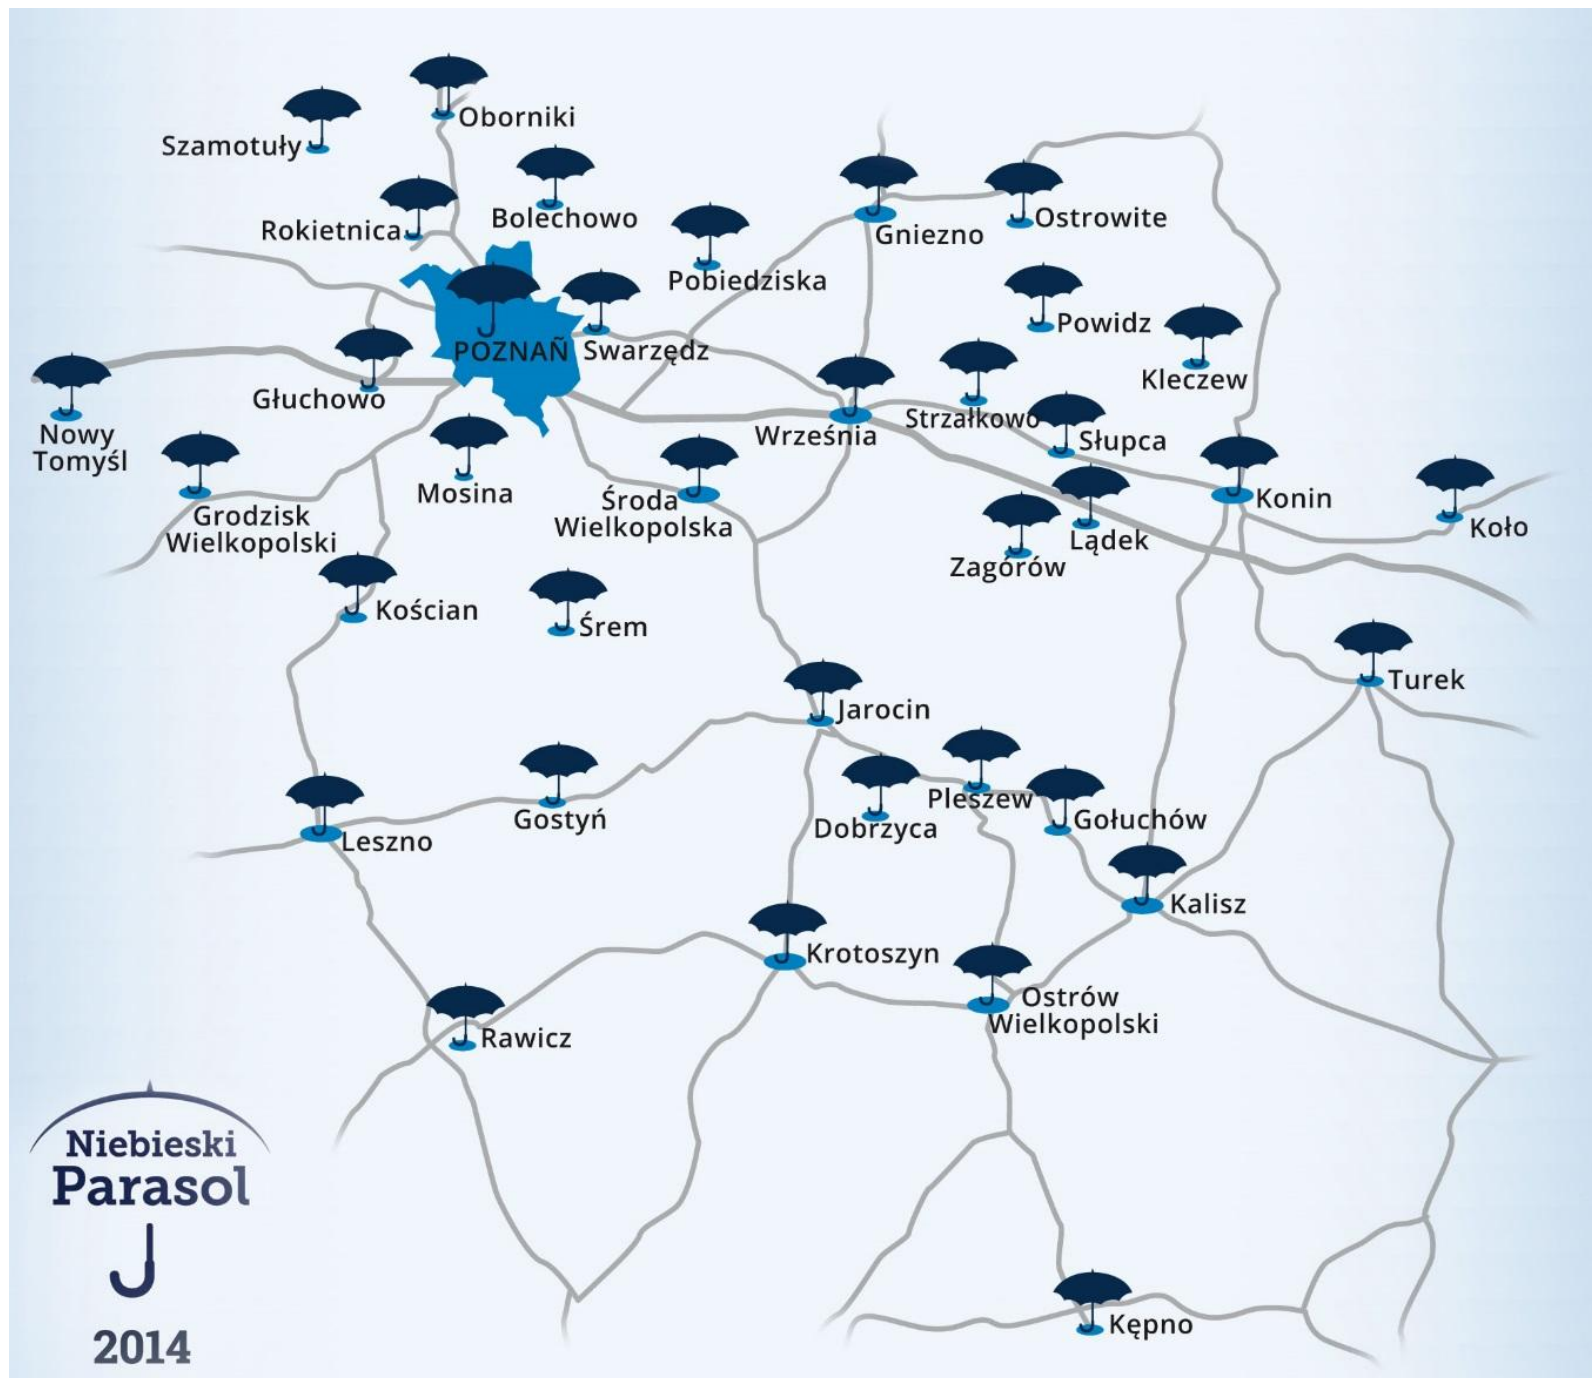 Oborniki
Szamotuły
Bolechowo
Rokietnica
Gniezno
Ostrowite
Pobiedziska
Powidz
POZNAÑ
Swarzędz
Kleczew
Głuchowo
Strzałkowo
Września
Słupca
Nowy
Tomyśl
Mosina
Środa
Wielkopolska
Konin
Grodzisk
Wielkopolski
Koło
Lądek
Zagórów
Kościan
Śrem
Turek
Jarocin
Pleszew
Gostyń
Dobrzyca
Gołuchów
Leszno
Kalisz
Krotoszyn
Ostrów
Wielkopolski
Rawicz
Niebieski
Parasol
2014
Kępno